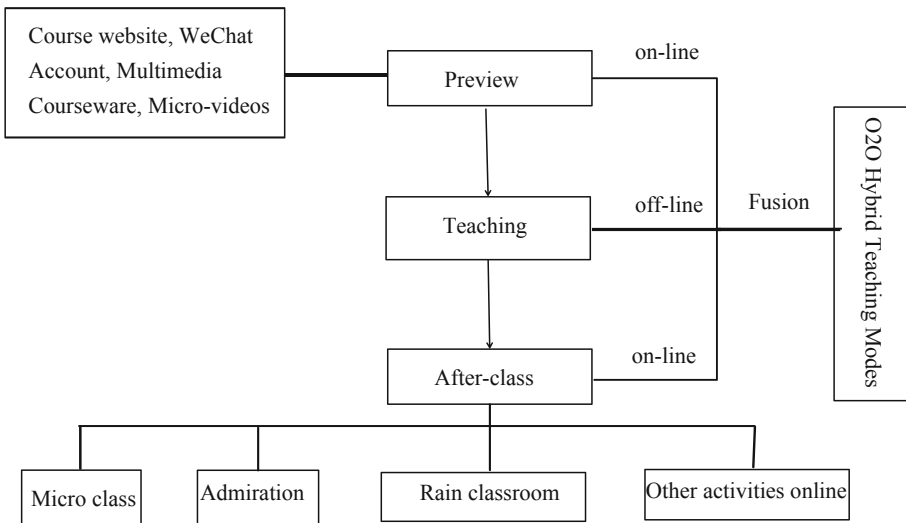 Course website, WeChat
Account, Multimedia
Courseware, Micro-videos
Preview
on-line
Teaching
off-line
Fusion
O2O Hybrid Teaching Modes
After-class
on-line
Micro class
Admiration
Rain classroom
Other activities online